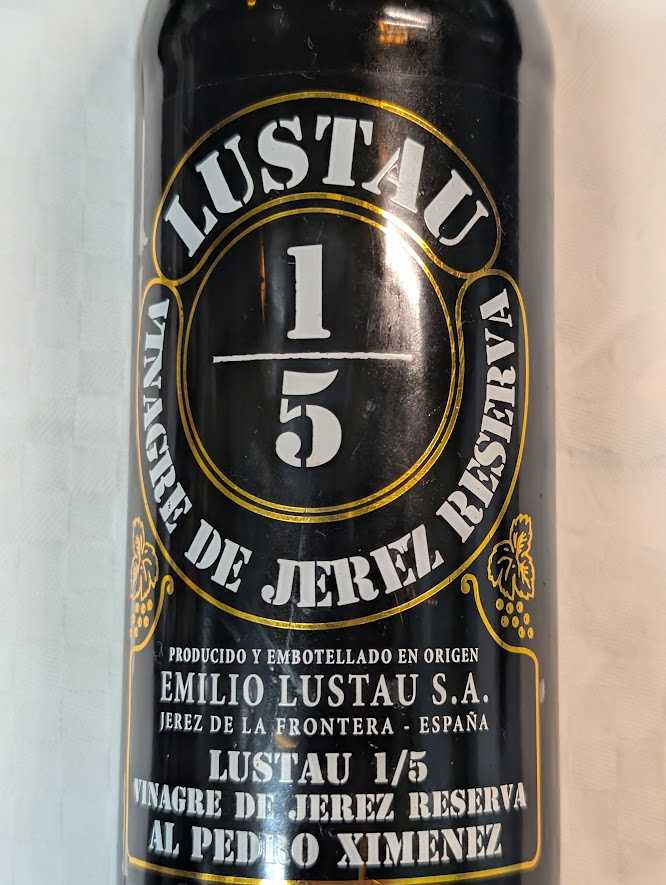 LUSTAU
1
5
VINAGRE DE JEREZ RESERVA
PRODUCIDO Y EMBOTELLADO EN ORIGEN
EMILIO LUSTAU S.A.
JEREZ DE LA FRONTERA - ESPAÑA
LUSTAU 1/5
VINAGRE DE JEREZ RESERVA
AL PEDRO XIMENEZ